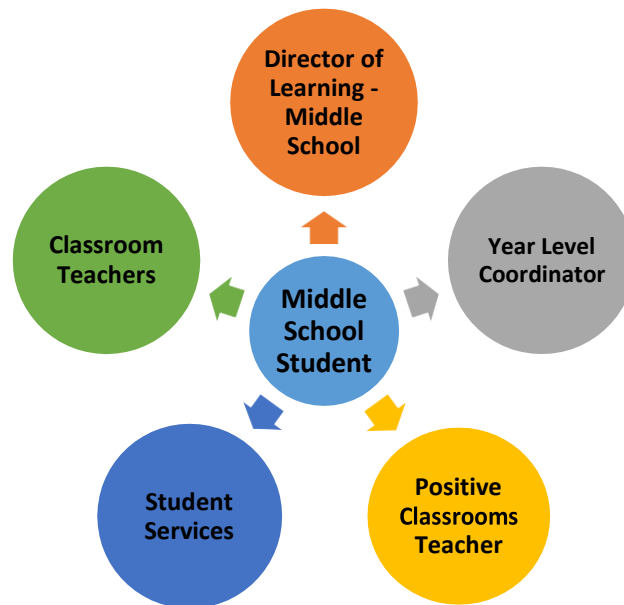 Director of
Learning -
Middle
School
Classroom
Teachers
Year Level
Coordinator
Middle
School
Student
Student
Services
Positive
Classrooms
Teacher